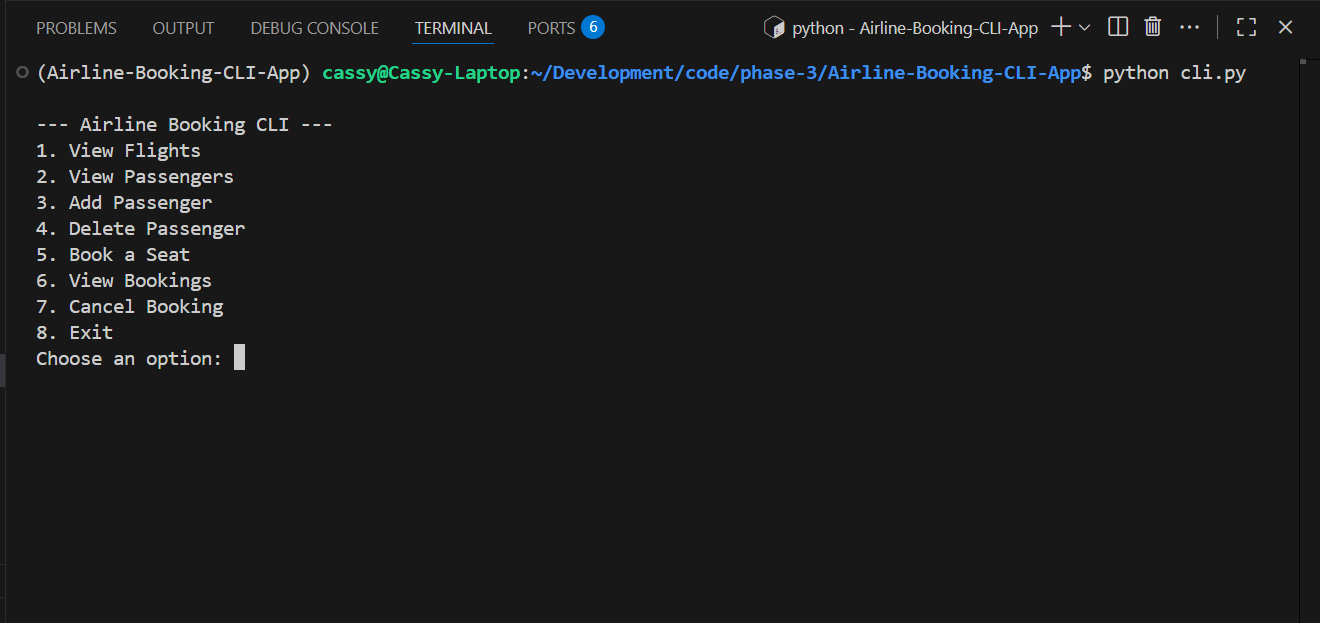 PROBLEMS OUTPUT DEBUG CONSOLE TERMINAL PORTS 6 python - Airline-Booking-CLI-App
(Airline-Booking-CLI-App) cassy@Cassy-Laptop:~/Development/code/phase-3/Airline-Booking-CLI-App$ python cli.py
--- Airline Booking CLI ---
1. View Flights
2. View Passengers
3. Add Passenger
4. Delete Passenger
5. Book a Seat
6. View Bookings
7. Cancel Booking
8. Exit
Choose an option: